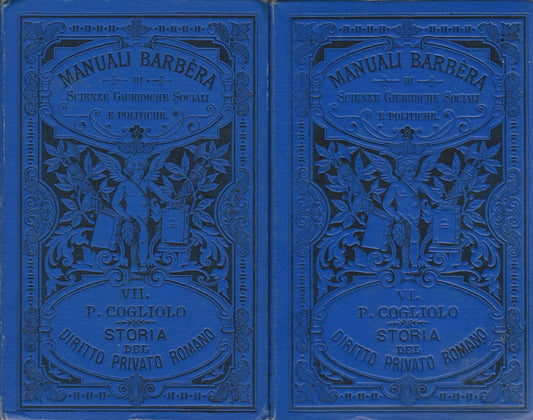 MANUALI BARBÈRA
DI
SCIENZE GIURIDICHE SOCIALI
E POLITICHE.
VII.
P. COGLIOLO
STORIA
DEL
DIRITTO PRIVATO ROMANO
MANUALI BARBÈRA
DI
SCIENZE GIURIDICHE SOCIALI
E POLITICHE.
VI.
P. COGLIOLO
STORIA
DEL
DIRITTO PRIVATO ROMANO